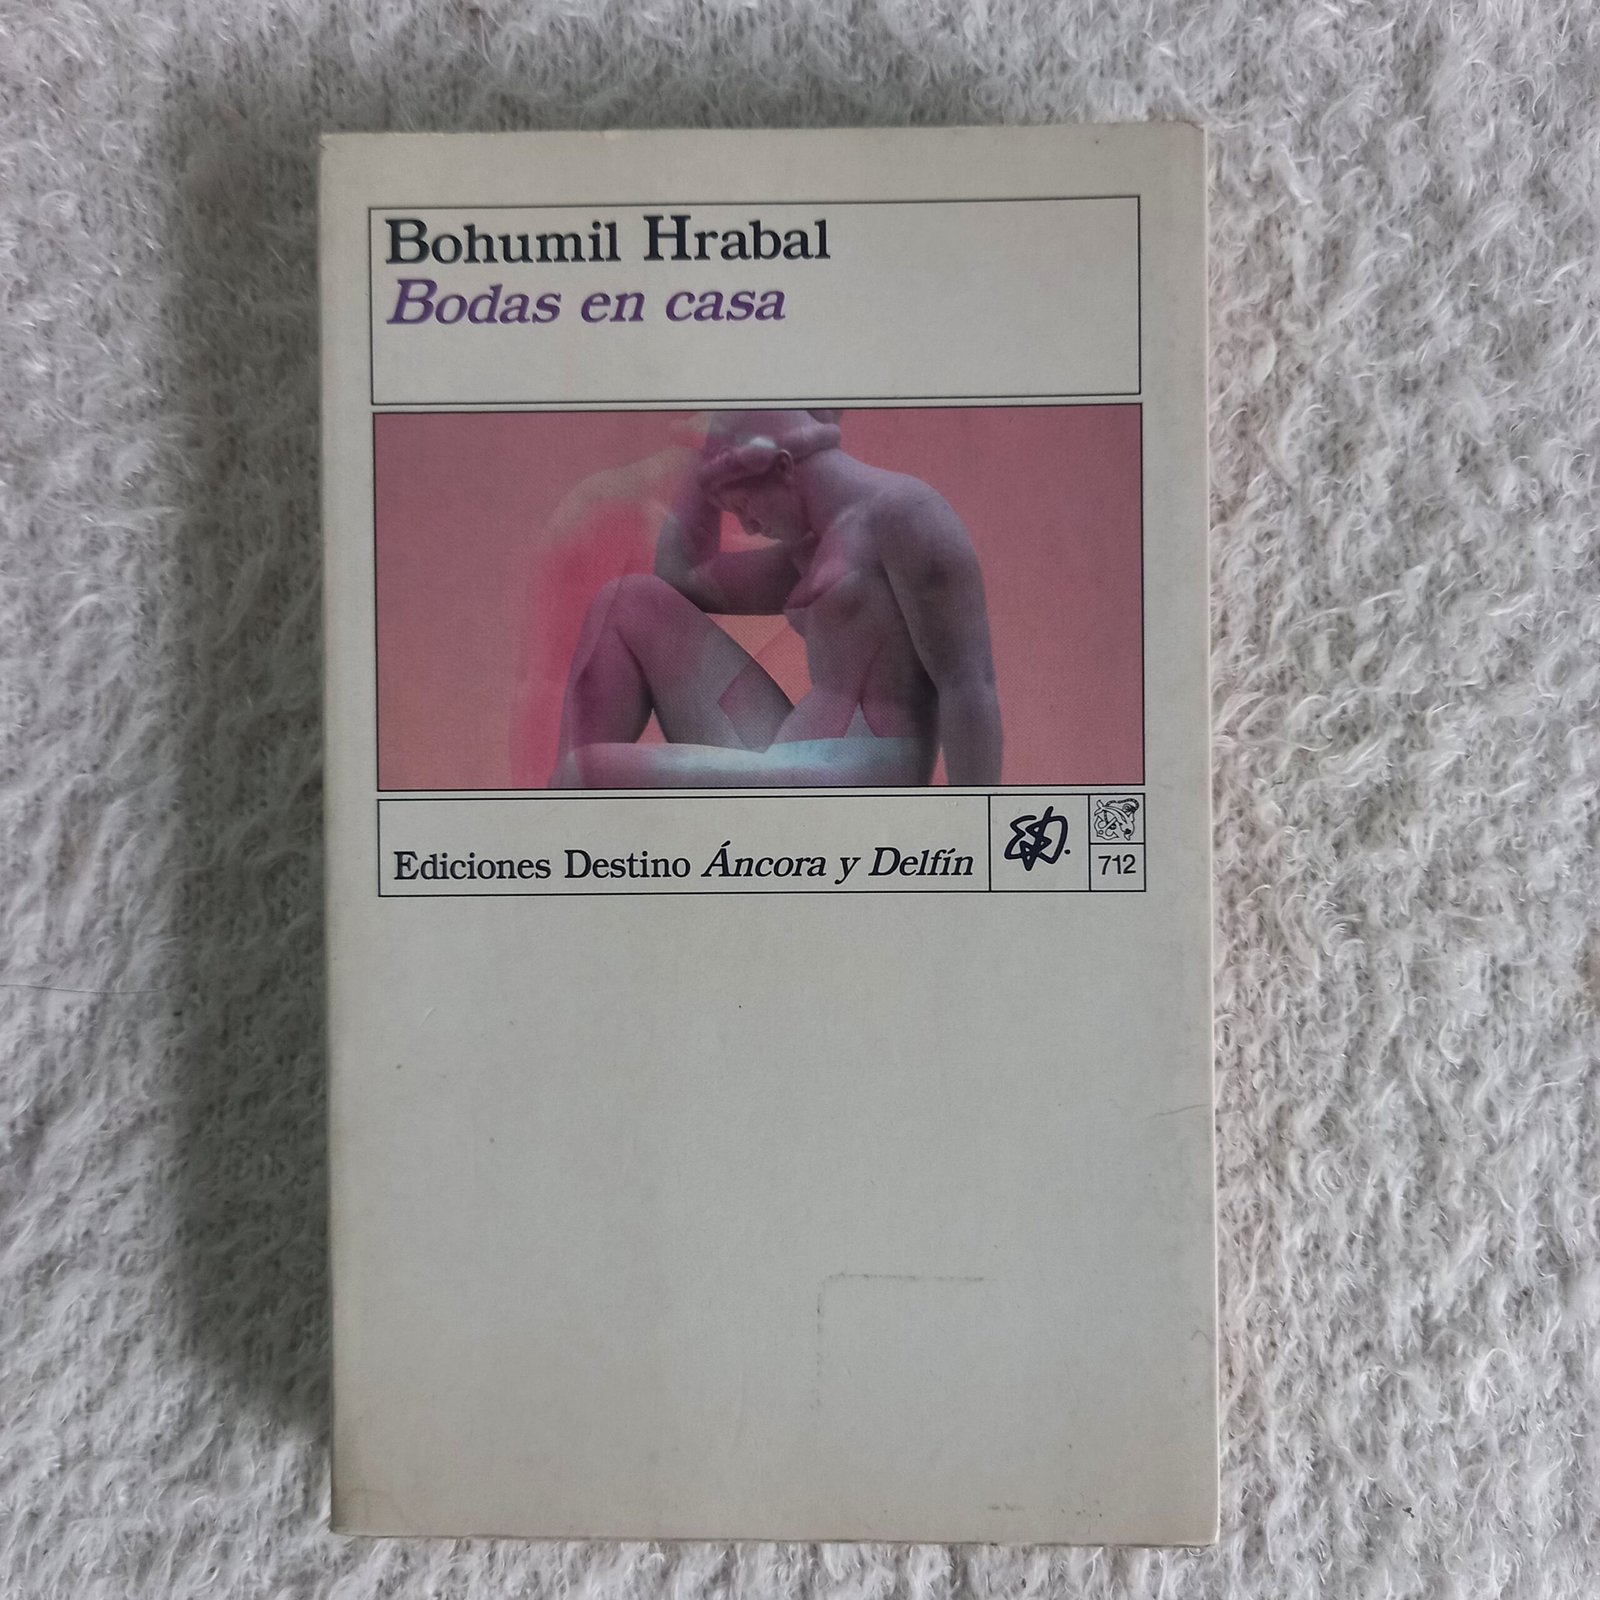 Bohumil Hrabal
Bodas en casa
Ediciones Destino Áncora y Delfín
712